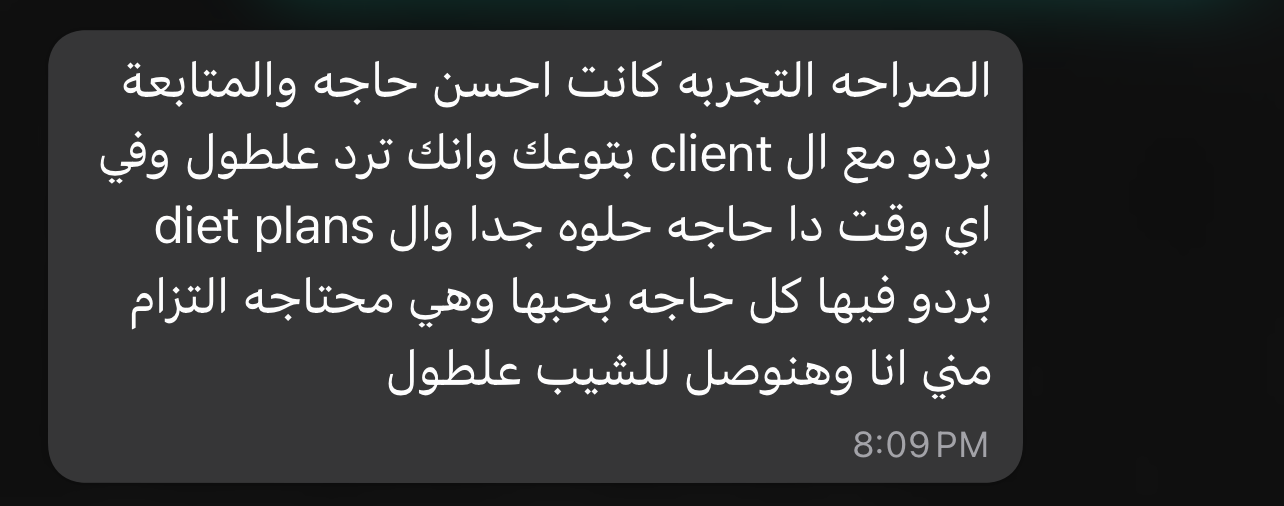 الصراحه التجربه كانت احسن حاجه والمتابعة
بردو مع ال client بتوعك وانك ترد علطول وفي
اي وقت دا حاجه حلوه جدا وال diet plans
بردو فيها كل حاجه بحبها وهي محتاجه التزام
مني انا وهنوصل للشيب علطول
8:09 PM